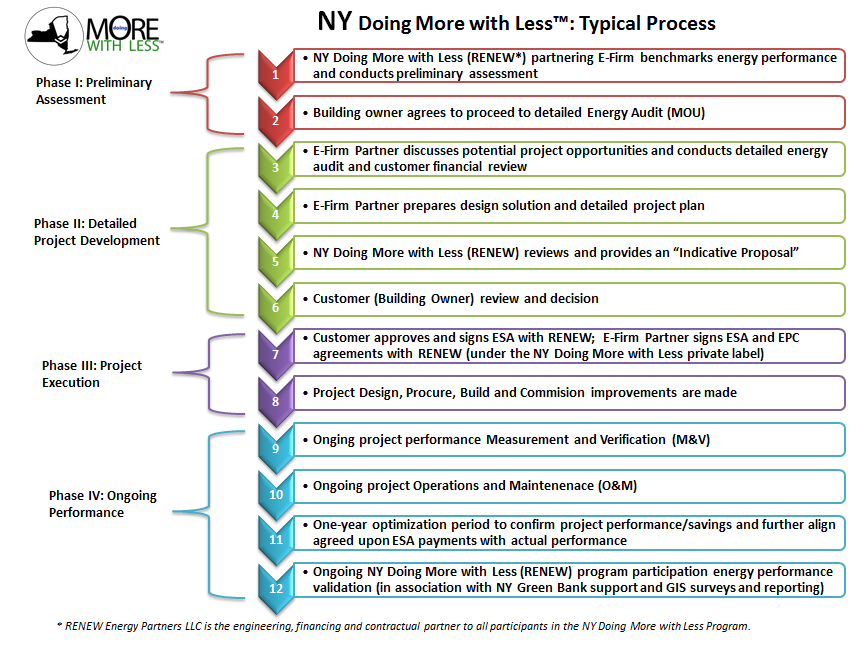 doing
MORE
WITH LESS™
NY Doing More with Less™: Typical Process
Phase I: Preliminary
Assessment
1
• NY Doing More with Less (RENEW*) partnering E-Firm benchmarks energy performance
and conducts preliminary assessment
2
• Building owner agrees to proceed to detailed Energy Audit (MOU)
Phase II: Detailed
Project Development
3
• E-Firm Partner discusses potential project opportunities and conducts detailed energy
audit and customer financial review
4
• E-Firm Partner prepares design solution and detailed project plan
5
• NY Doing More with Less (RENEW) reviews and provides an “Indicative Proposal”
6
• Customer (Building Owner) review and decision
Phase III: Project
Execution
7
• Customer approves and signs ESA with RENEW; E-Firm Partner signs ESA and EPC
agreements with RENEW (under the NY Doing More with Less private label)
8
• Project Design, Procure, Build and Commision improvements are made
Phase IV: Ongoing
Performance
9
• Onging project performance Measurement and Verification (M&V)
10
• Ongoing project Operations and Maintenenace (O&M)
11
• One-year optimization period to confirm project performance/savings and further align
agreed upon ESA payments with actual performance
12
• Ongoing NY Doing More with Less (RENEW) program participation energy performance
validation (in association with NY Green Bank support and GIS surveys and reporting)
* RENEW Energy Partners LLC is the engineering, financing and contractual partner to all participants in the NY Doing More with Less Program.